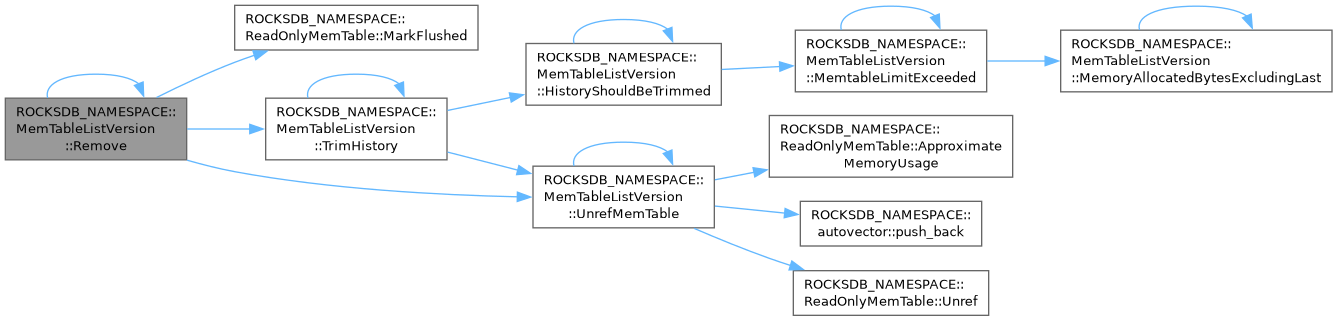 ROCKSDB_NAMESPACE::
MemTableListVersion
::Remove
ROCKSDB_NAMESPACE::
ReadOnlyMemTable::MarkFlushed
ROCKSDB_NAMESPACE::
MemTableListVersion
::TrimHistory
ROCKSDB_NAMESPACE::
MemTableListVersion
::HistoryShouldBeTrimmed
ROCKSDB_NAMESPACE::
MemTableListVersion
::MemtableLimitExceeded
ROCKSDB_NAMESPACE::
MemTableListVersion
::MemoryAllocatedBytesExcludingLast
ROCKSDB_NAMESPACE::
MemTableListVersion
::UnrefMemTable
ROCKSDB_NAMESPACE::
ReadOnlyMemTable::Approximate
MemoryUsage
ROCKSDB_NAMESPACE::
autovector::push_back
ROCKSDB_NAMESPACE::
ReadOnlyMemTable::Unref